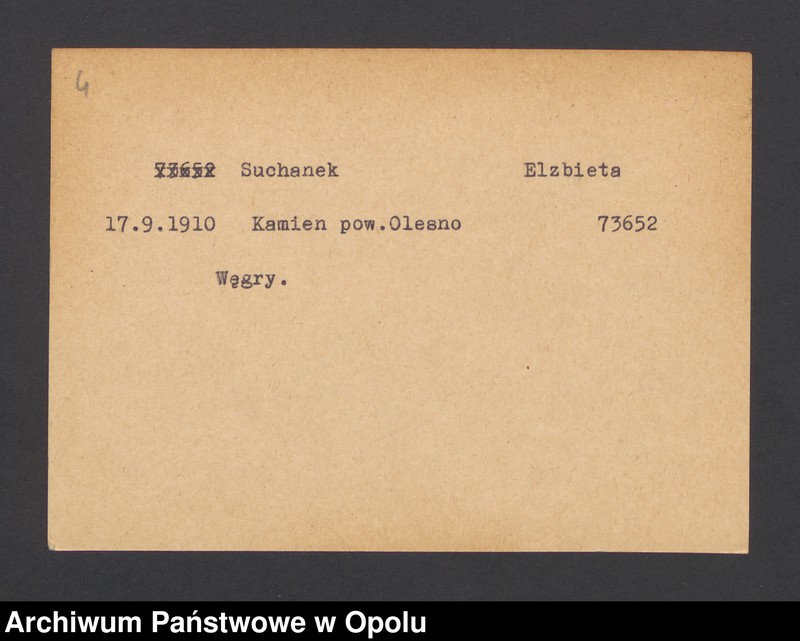 4
73652 Suchanek Elzbieta
17.9.1910 Kamien pow.Olesno 73652
Węgry.
Archiwum Państwowe w Opolu